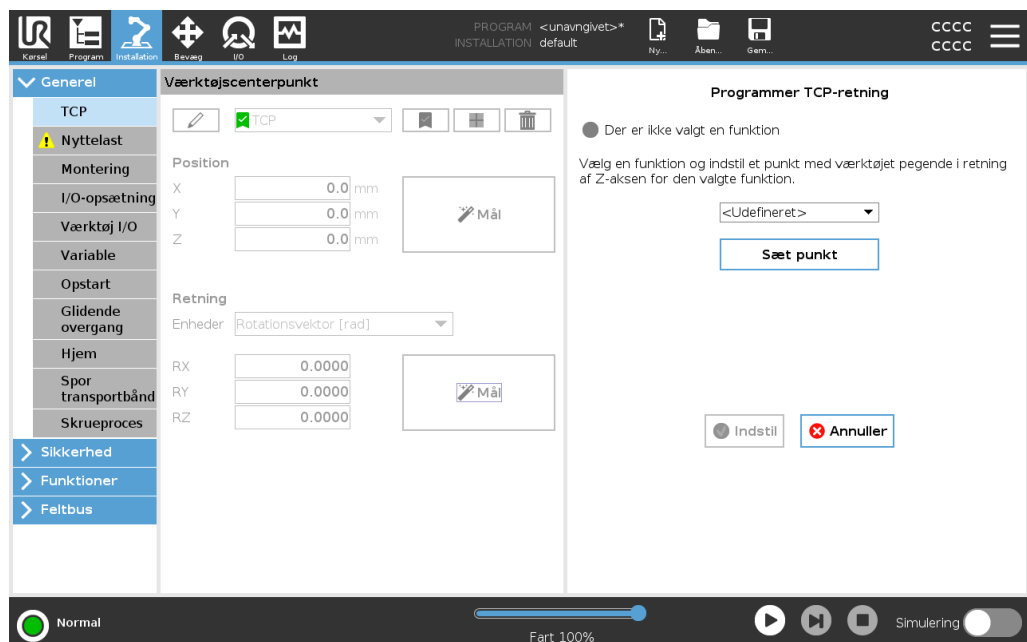 UR
Kørsel
Program
Installation
Bevæg
I/O
Log
PROGRAM <unavngivet>*
INSTALLATION default
Ny...
Åben...
Gem...
CCCC
CCCC
Generel
TCP
Nyttelast
Montering
I/O-opsætning
Værktøj I/O
Variable
Opstart
Glidende
overgang
Hjem
Spor
transportbånd
Skrueproces
Sikkerhed
Funktioner
Feltbus
Værktøjscenterpunkt
TCP
Position
X 0.0 mm
Y 0.0 mm
Z 0.0 mm
Mål
Retning
Enheder Rotationsvektor [rad]
RX 0.0000
RY 0.0000
RZ 0.0000
Mål
Programmer TCP-retning
Der er ikke valgt en funktion
Vælg en funktion og indstil et punkt med værktøjet pegende i retning
af Z-aksen for den valgte funktion.
<Udefineret>
Sæt punkt
Indstil
Annuller
Normal
Fart 100%
Simulering